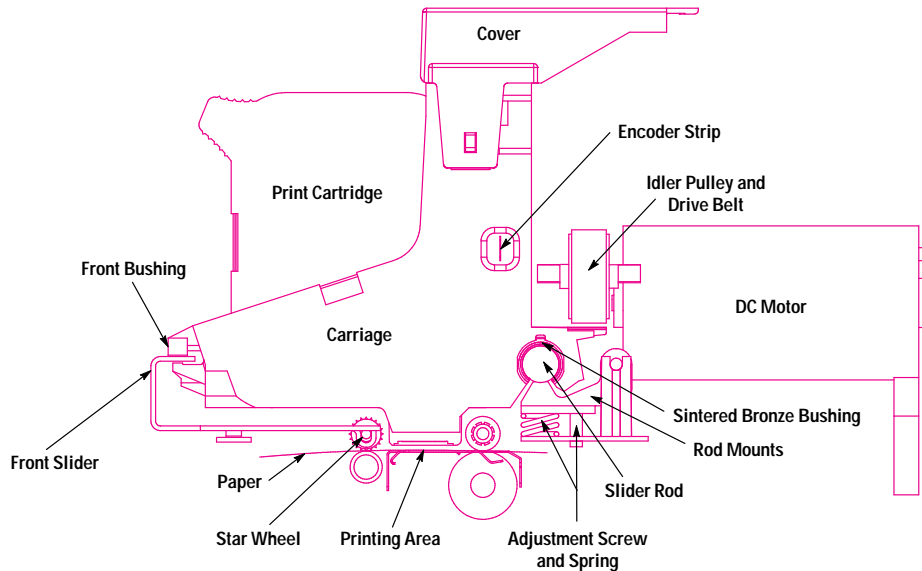 Cover
Encoder Strip
Print Cartridge
Idler Pulley and
Drive Belt
Front Bushing
DC Motor
Carriage
Sintered Bronze Bushing
Rod Mounts
Front Slider
Paper
Slider Rod
Star Wheel
Printing Area
Adjustment Screw
and Spring